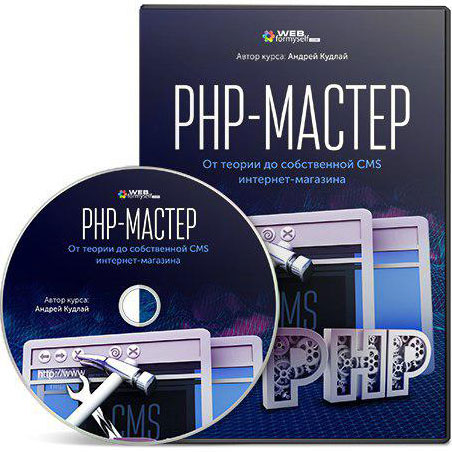 WEB
formyself
Автор курса: Андрей Кудлай
PHP-МАСТЕР
От теории до собственной CMS
интернет-магазина
CMS
PHP
WEB
formyself
PHP-МАСТЕР
От теории до собственной CMS
интернет-магазина
Автор курса:
Андрей Кудлай
http://www
CMS